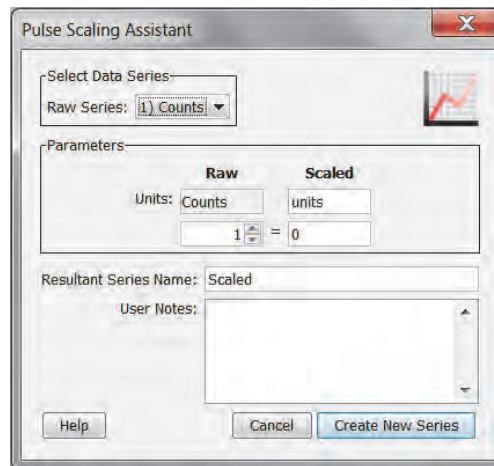 Pulse Scaling Assistant
X
Select Data Series
Raw Series: 1) Counts
Parameters
Raw Scaled
Units: Counts units
1 = 0
Resultant Series Name: Scaled
User Notes:
Help Cancel Create New Series